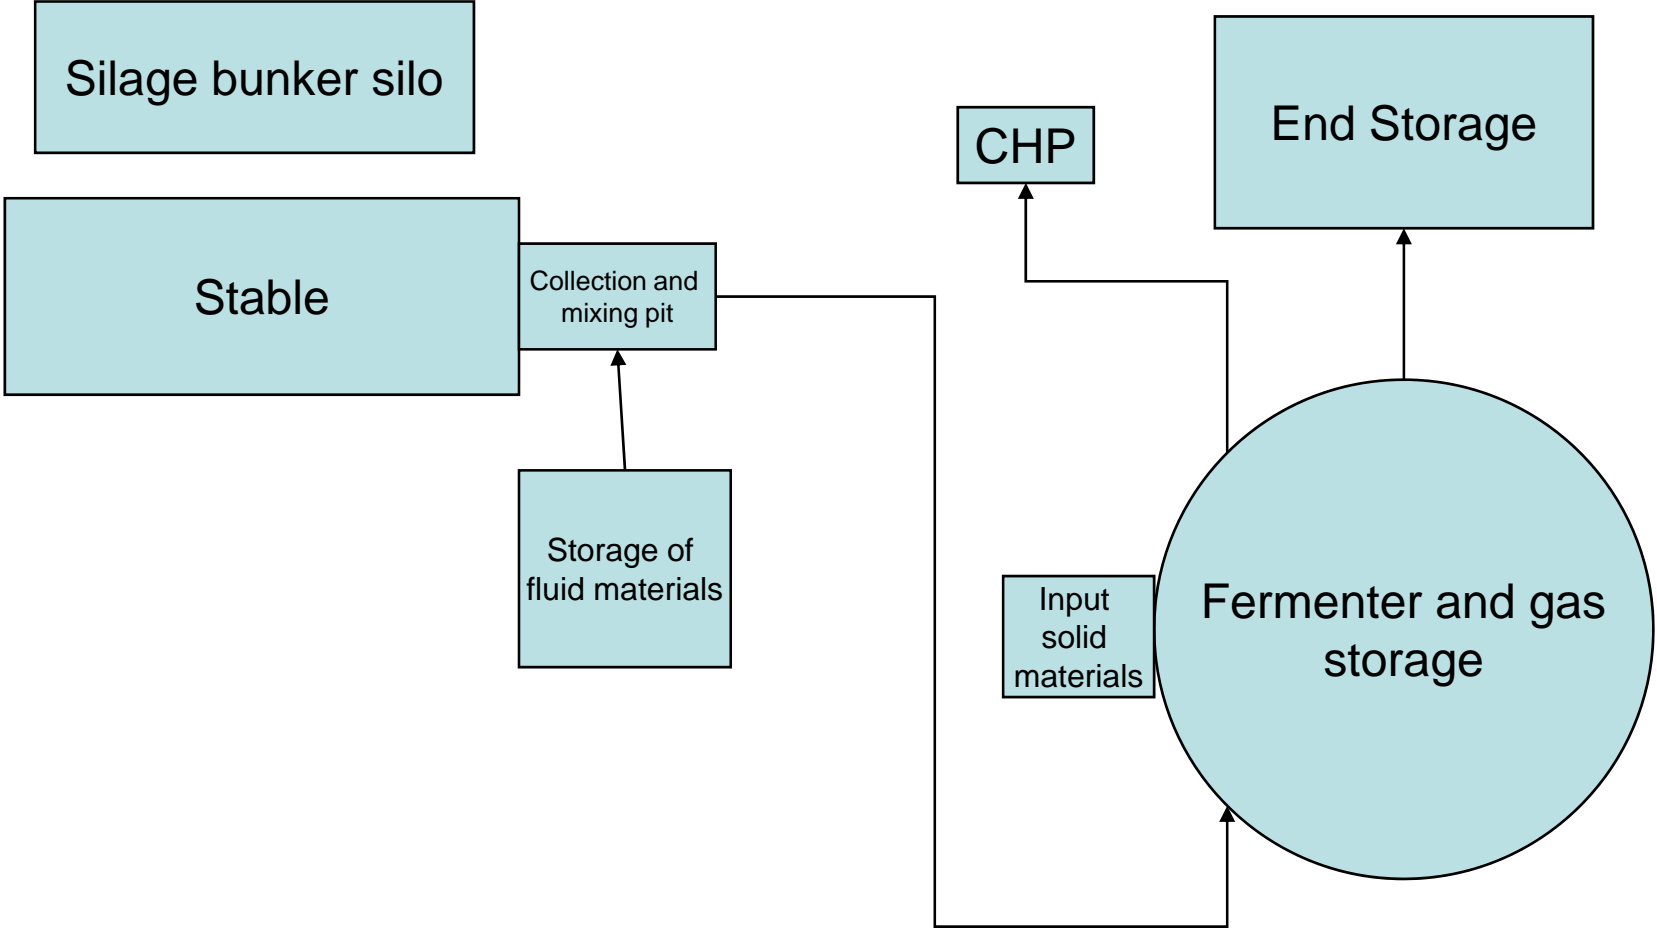 Silage bunker silo
Stable
Collection and
mixing pit
Storage of
fluid materials
CHP
End Storage
Input
solid
materials
Fermenter and gas
storage